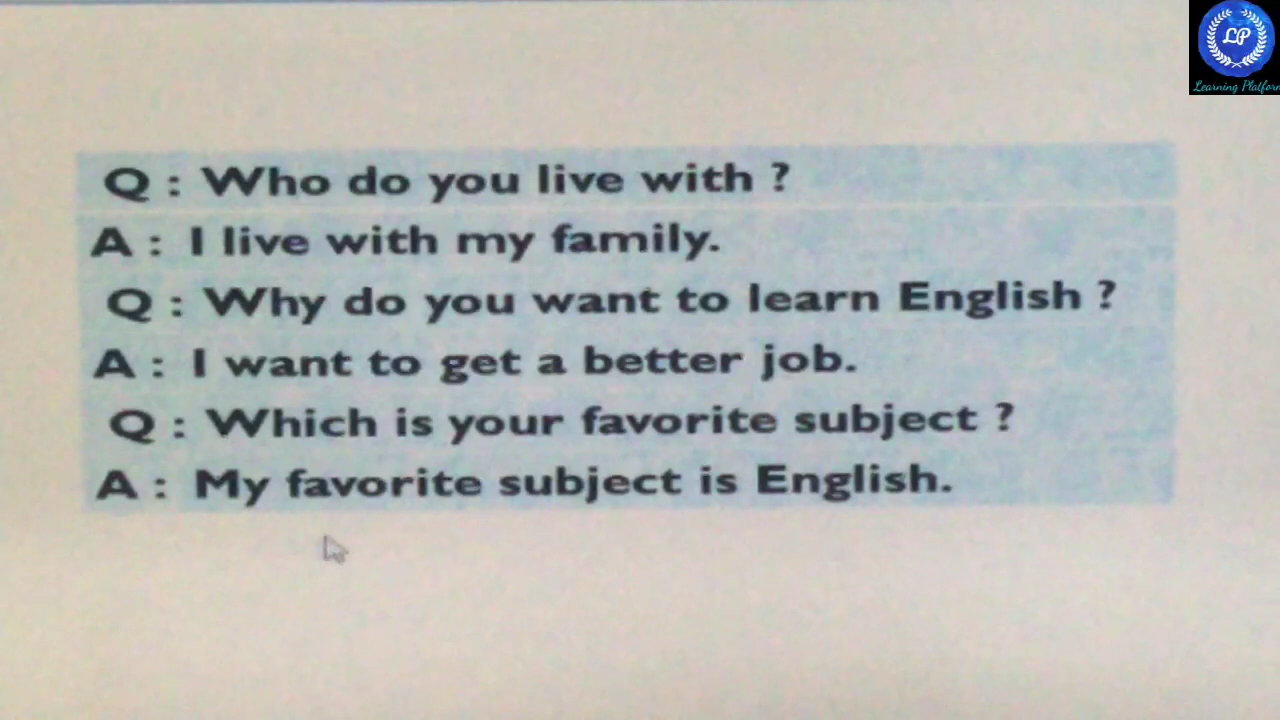 LP
Learning Platform
Q : Who do you live with ?
A : I live with my family.
Q : Why do you want to learn English ?
A : I want to get a better job.
Q : Which is your favorite subject ?
A : My favorite subject is English.